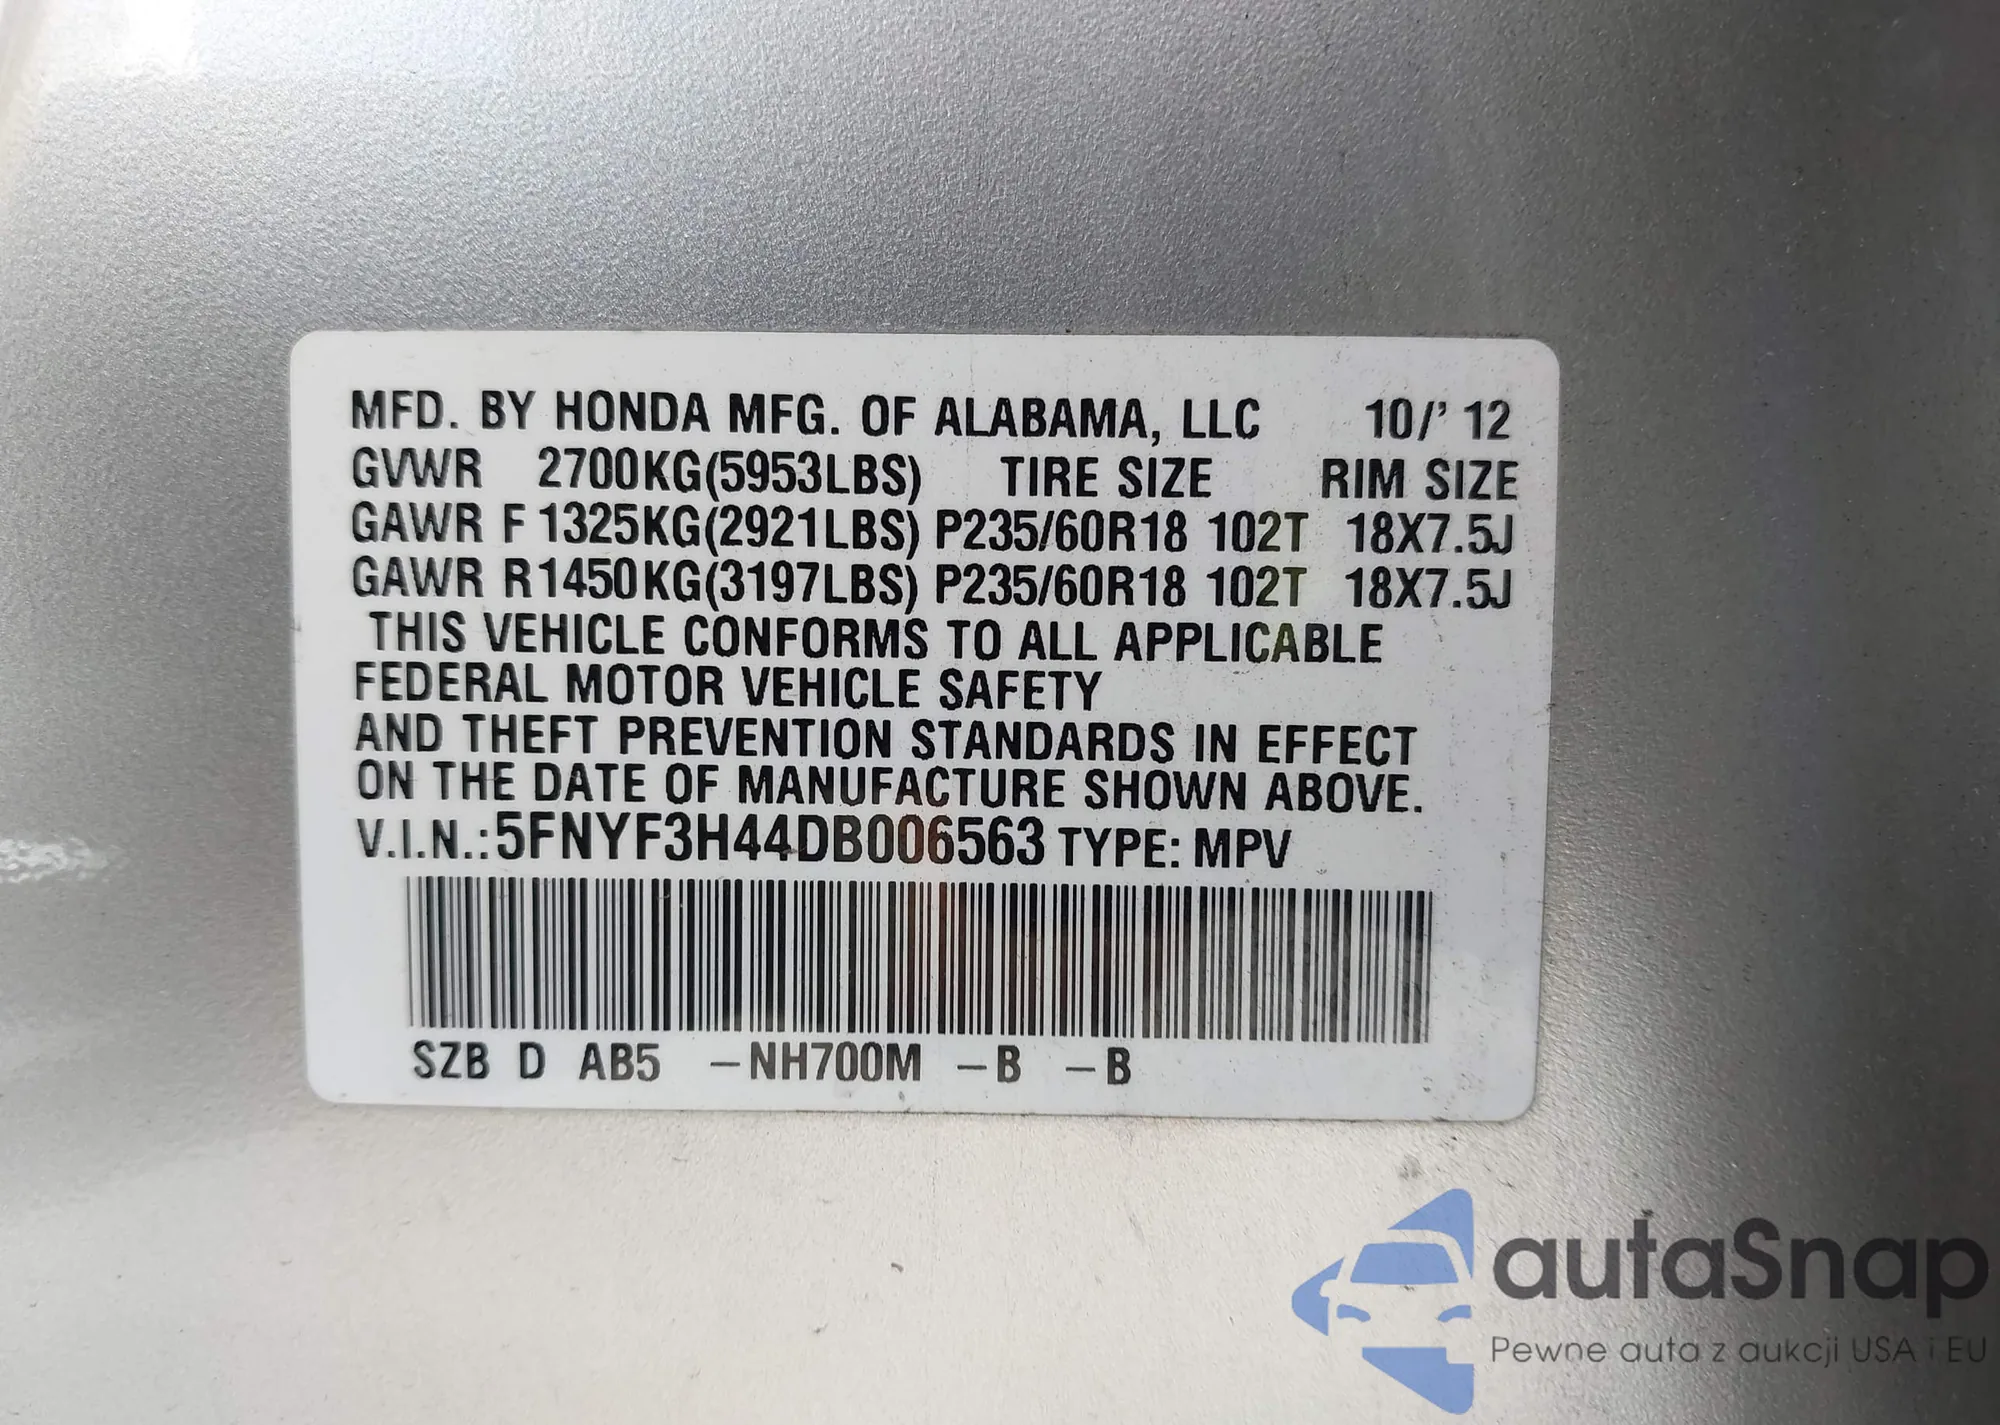 MFD. BY HONDA MFG. OF ALABAMA, LLC 10/' 12
GVWR 2700KG(5953LBS) TIRE SIZE RIM SIZE
GAWR F 1325KG(2921LBS) P235/60R18 102T 18X7.5J
GAWR R1450KG(3197LBS) P235/60R18 102T 18X7.5J
THIS VEHICLE CONFORMS TO ALL APPLICABLE
FEDERAL MOTOR VEHICLE SAFETY
AND THEFT PREVENTION STANDARDS IN EFFECT
ON THE DATE OF MANUFACTURE SHOWN ABOVE.
V.I.N.:5FNYF3H44DB006563 TYPE: MPV
SZB D AB5 –NH700M –B –B
autaSnap
Pewne auta z aukcji USA i EU